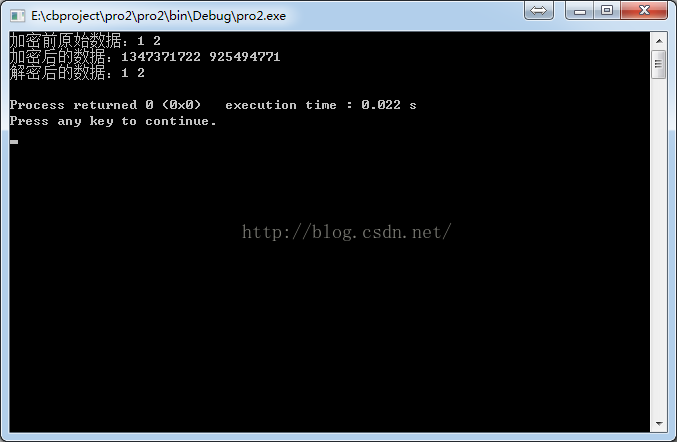 E:\cbproject\pro2\pro2\bin\Debug\pro2.exe
加密前原始数据：1 2
加密后的数据：1347371722 925494771
解密后的数据：1 2
Process returned 0 (0x0)   execution time : 0.022 s
Press any key to continue.
http://blog.csdn.net/